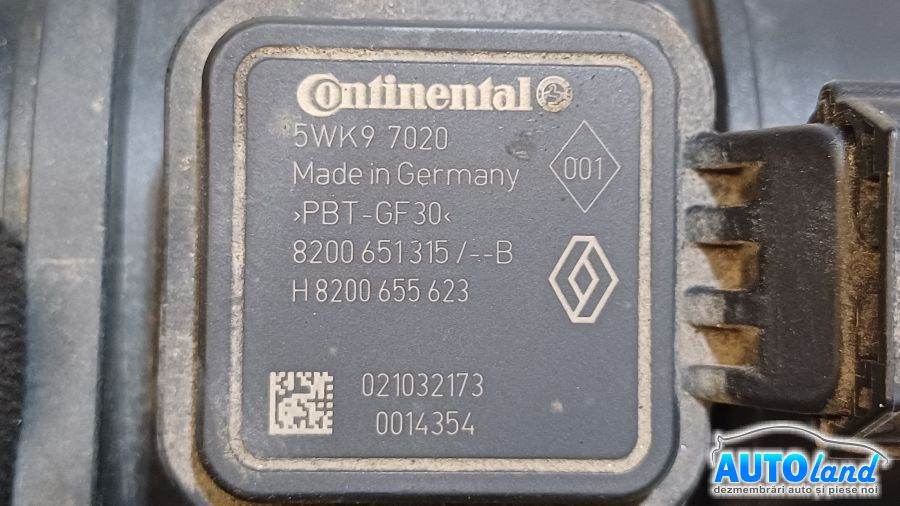 Continental
5WK9 7020
001
Made in Germany
>PBT-GF30<
8200 651 315 / --B
H 8200 655 623
021032173
0014354
AUTOland
dezmembrări auto și piese noi